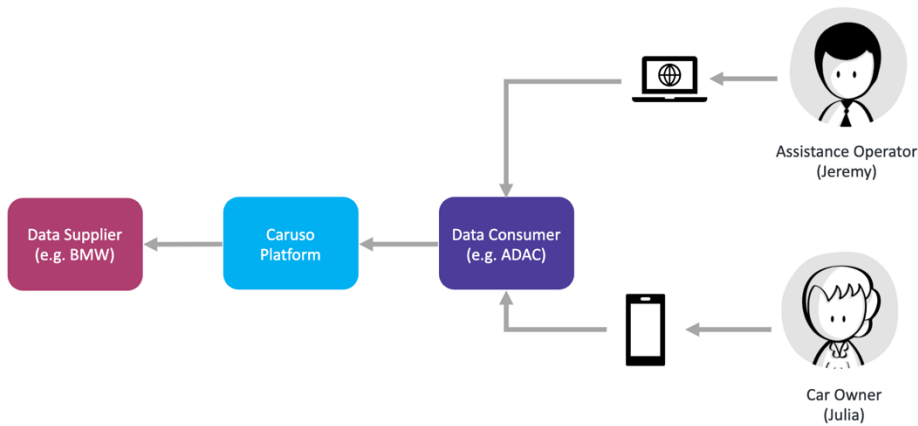 Assistance Operator
(Jeremy)
Data Supplier
(e.g. BMW)
Caruso
Platform
Data Consumer
(e.g. ADAC)
Car Owner
(Julia)